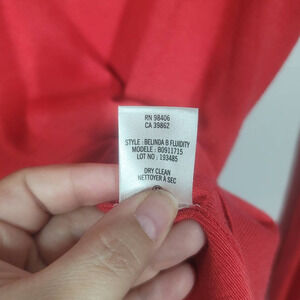 RN 98406
CA 39862
STYLE : BELINDA B FLUIDITY
MODELE : B0911715
LOT NO : 193485
DRY CLEAN
NETTOYER À SEC